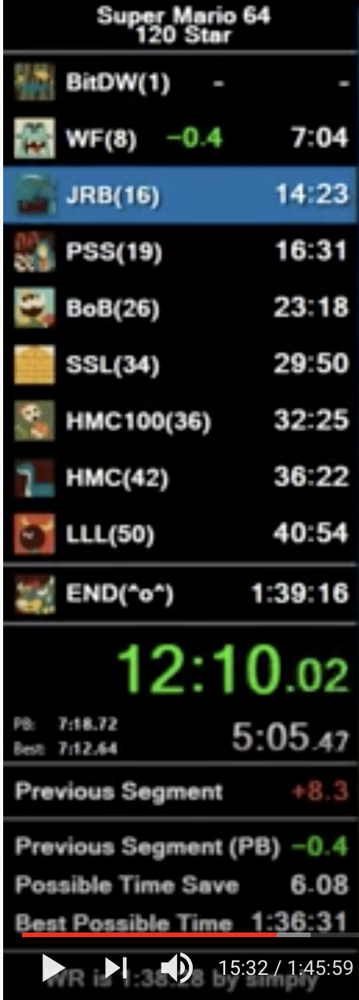 Super Mario 64
120 Star
BitDW(1) - -
WF(8) -0.4 7:04
JRB(16) 14:23
PSS(19) 16:31
BoB(26) 23:18
SSL(34) 29:50
HMC100(36) 32:25
HMC(42) 36:22
LLL(50) 40:54
END(^o^) 1:39:16
12:10.02
PB: 7:18.72
5:05.47
Best: 7:12.64
Previous Segment +8.3
Previous Segment (PB) -0.4
Possible Time Save 6.08
Best Possible Time 1:36:31
15:32 / 1:45:59
WR is 1:38:28 by simply